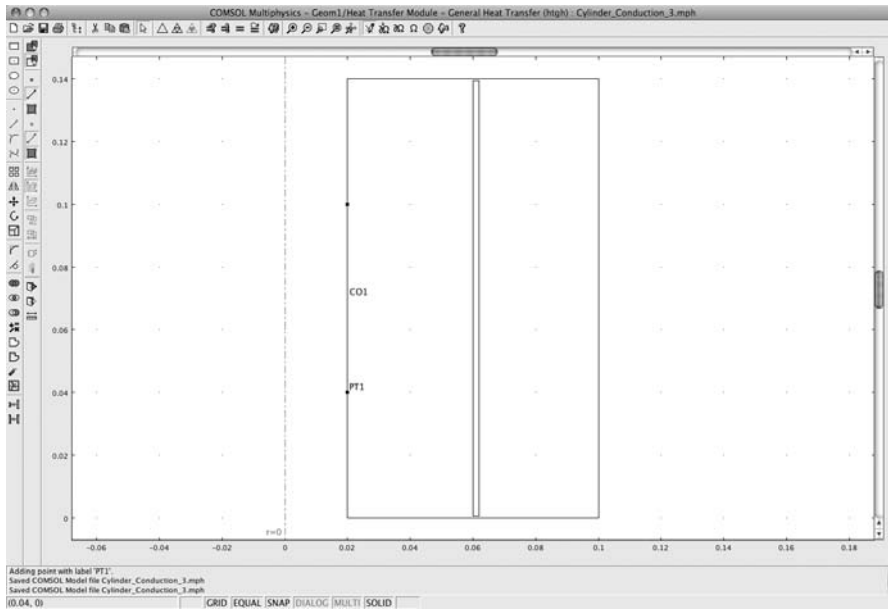 COMSOL Multiphysics - Geom1/Heat Transfer Module - General Heat Transfer (htgh) : Cylinder_Conduction_3.mph
0.14
0.12
0.1
0.08
CO1
0.06
PT1
0.04
0.02
0
r=0
-0.06 -0.04 -0.02 0 0.02 0.04 0.06 0.08 0.1 0.12 0.14 0.16 0.18
Adding point with label 'PT1'.
Saved COMSOL Model file Cylinder_Conduction_3.mph
Saved COMSOL Model file Cylinder_Conduction_3.mph
(0.04, 0) GRID EQUAL SNAP DIALOG MULTI SOLID